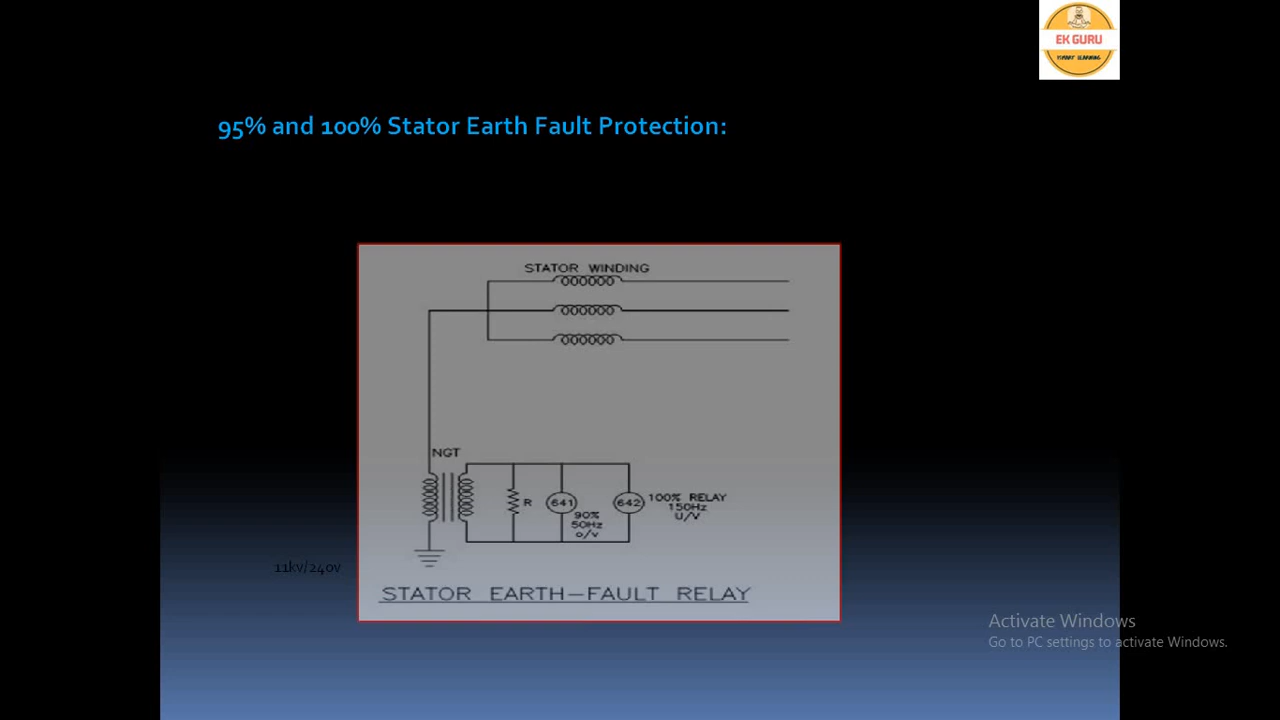 EK GURU
95% and 100% Stator Earth Fault Protection:
STATOR WINDING
NGT
R
641
642
100% RELAY
150Hz
U/V
90%
50Hz
o/v
11kv/240v
STATOR EARTH-FAULT RELAY
Activate Windows
Go to PC settings to activate Windows.